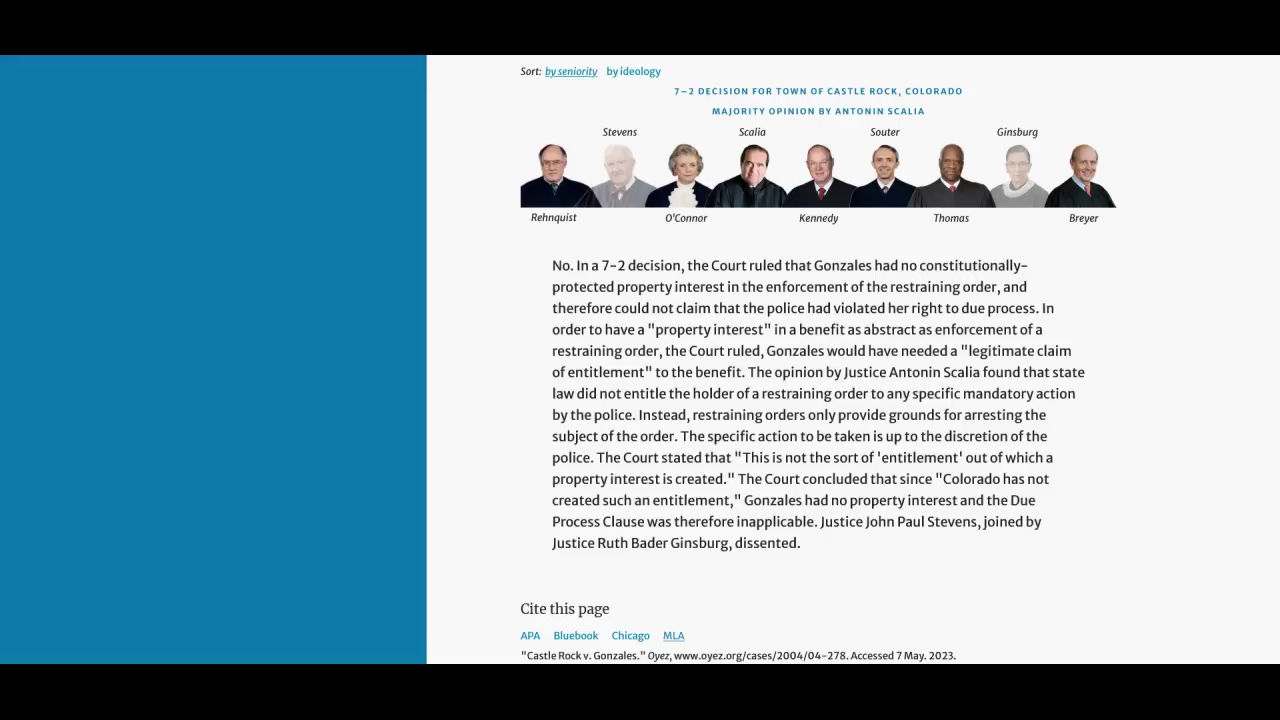 Sort: by seniority by ideology
7–2 DECISION FOR TOWN OF CASTLE ROCK, COLORADO
MAJORITY OPINION BY ANTONIN SCALIA
Stevens Scalia Souter Ginsburg
Rehnquist O'Connor Kennedy Thomas Breyer
No. In a 7-2 decision, the Court ruled that Gonzales had no constitutionally-
protected property interest in the enforcement of the restraining order, and
therefore could not claim that the police had violated her right to due process. In
order to have a "property interest" in a benefit as abstract as enforcement of a
restraining order, the Court ruled, Gonzales would have needed a "legitimate claim
of entitlement" to the benefit. The opinion by Justice Antonin Scalia found that state
law did not entitle the holder of a restraining order to any specific mandatory action
by the police. Instead, restraining orders only provide grounds for arresting the
subject of the order. The specific action to be taken is up to the discretion of the
police. The Court stated that "This is not the sort of 'entitlement' out of which a
property interest is created." The Court concluded that since "Colorado has not
created such an entitlement," Gonzales had no property interest and the Due
Process Clause was therefore inapplicable. Justice John Paul Stevens, joined by
Justice Ruth Bader Ginsburg, dissented.
Cite this page
APA Bluebook Chicago MLA
"Castle Rock v. Gonzales." Oyez, www.oyez.org/cases/2004/04-278. Accessed 7 May. 2023.